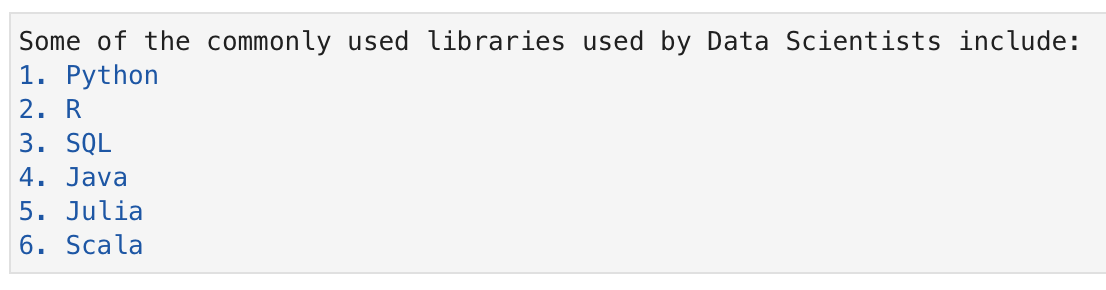 Some of the commonly used libraries used by Data Scientists include:
1. Python
2. R
3. SQL
4. Java
5. Julia
6. Scala